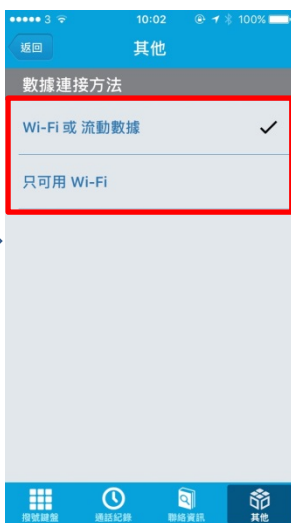 3 10:02 100%
返回 其他
數據連接方法
Wi-Fi 或 流動數據
只可用 Wi-Fi
撥號鍵盤 通話紀錄 聯絡資訊 其他